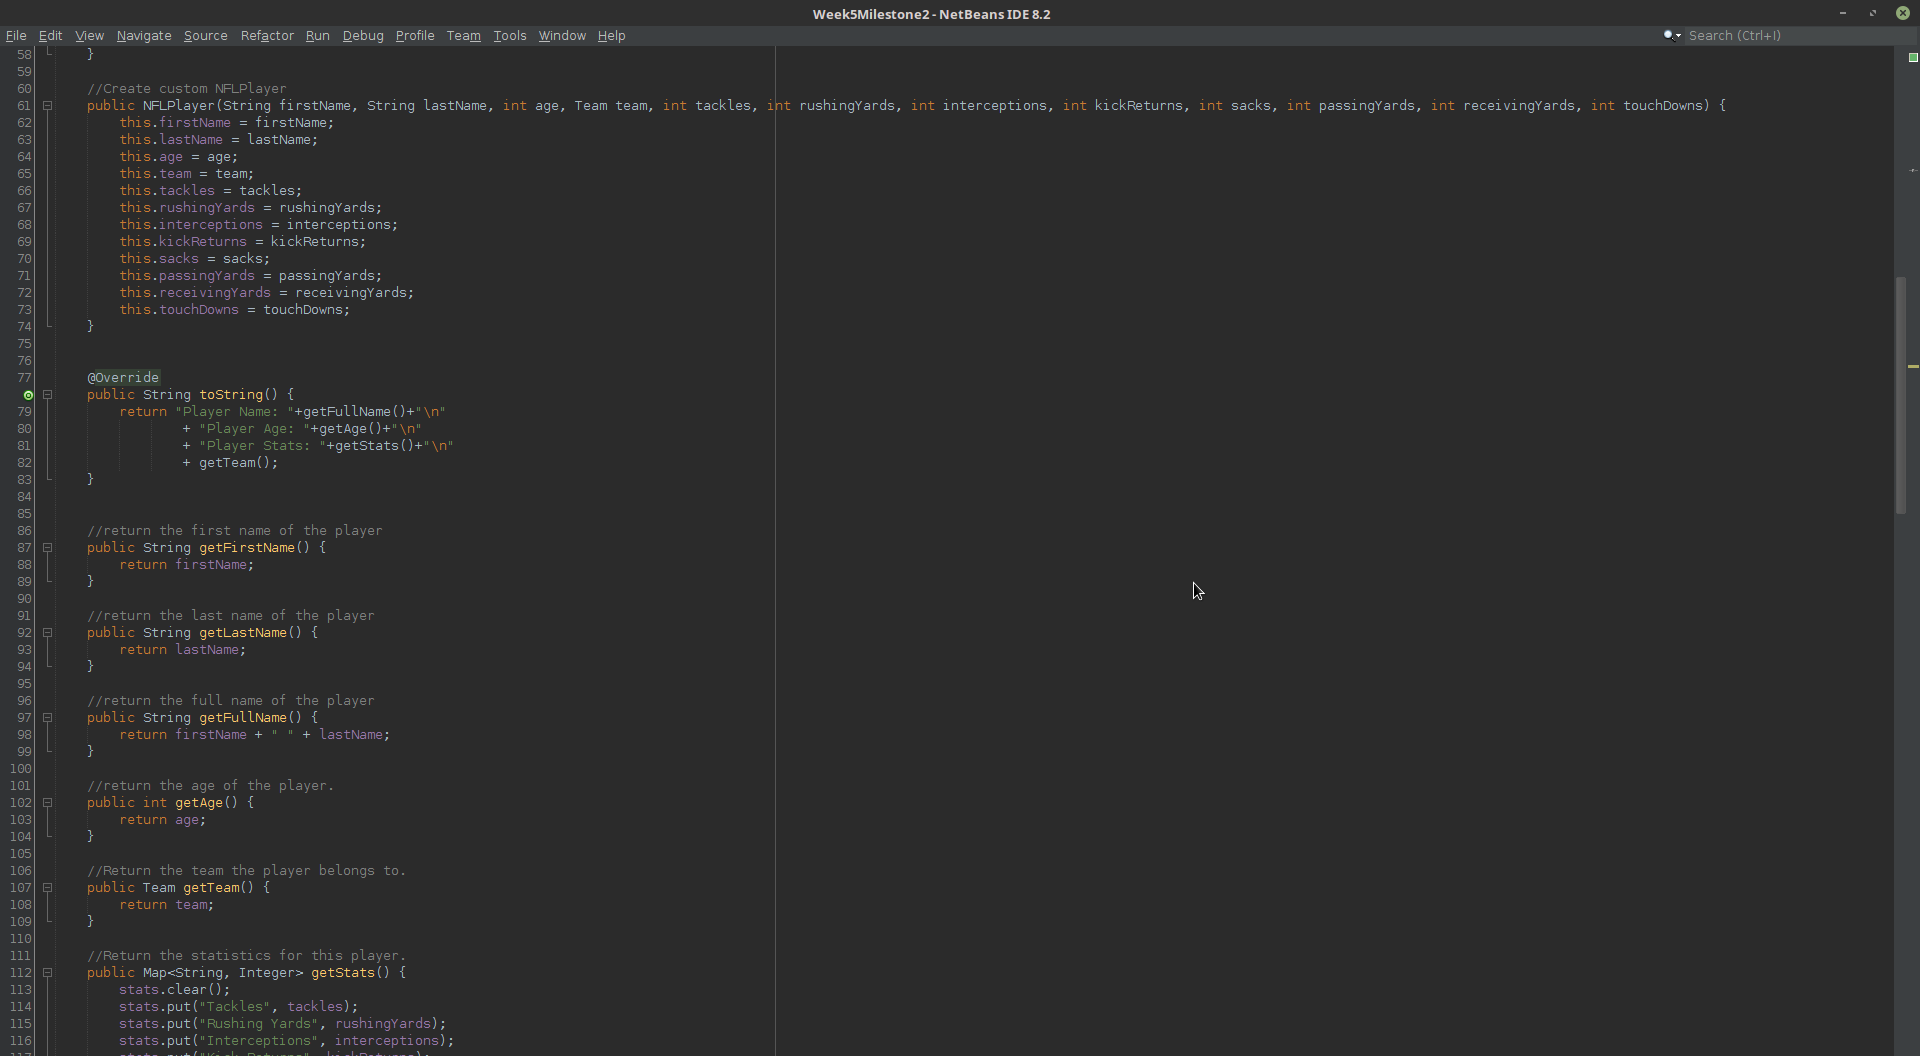 Week5Milestone2 - NetBeans IDE 8.2
File Edit View Navigate Source Refactor Run Debug Profile Team Tools Window Help Search (Ctrl+I)
58 }
59
60 //Create custom NFLPlayer
61 public NFLPlayer(String firstName, String lastName, int age, Team team, int tackles, int rushingYards, int interceptions, int kickReturns, int sacks, int passingYards, int receivingYards, int touchDowns) {
62 this.firstName = firstName;
63 this.lastName = lastName;
64 this.age = age;
65 this.team = team;
66 this.tackles = tackles;
67 this.rushingYards = rushingYards;
68 this.interceptions = interceptions;
69 this.kickReturns = kickReturns;
70 this.sacks = sacks;
71 this.passingYards = passingYards;
72 this.receivingYards = receivingYards;
73 this.touchDowns = touchDowns;
74 }
75
76
77 @Override
public String toString() {
79 return "Player Name: "+getFullName()+"\n"
80 + "Player Age: "+getAge()+"\n"
81 + "Player Stats: "+getStats()+"\n"
82 + getTeam();
83 }
84
85
86 //return the first name of the player
87 public String getFirstName() {
88 return firstName;
89 }
90
91 //return the last name of the player
92 public String getLastName() {
93 return lastName;
94 }
95
96 //return the full name of the player
97 public String getFullName() {
98 return firstName + " " + lastName;
99 }
100
101 //return the age of the player.
102 public int getAge() {
103 return age;
104 }
105
106 //Return the team the player belongs to.
107 public Team getTeam() {
108 return team;
109 }
110
111 //Return the statistics for this player.
112 public Map<String, Integer> getStats() {
113 stats.clear();
114 stats.put("Tackles", tackles);
115 stats.put("Rushing Yards", rushingYards);
116 stats.put("Interceptions", interceptions);
117 stats.put("Kick Returns", kickReturns);